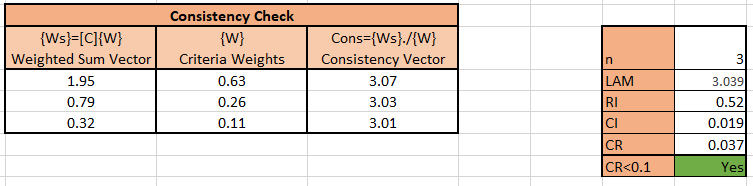 Consistency Check
{Ws}=[C]{W} {W} Cons={Ws}./{W}
Weighted Sum Vector Criteria Weights Consistency Vector
1.95 0.63 3.07
0.79 0.26 3.03
0.32 0.11 3.01
n 3
LAM 3.039
RI 0.52
CI 0.019
CR 0.037
CR<0.1 Yes